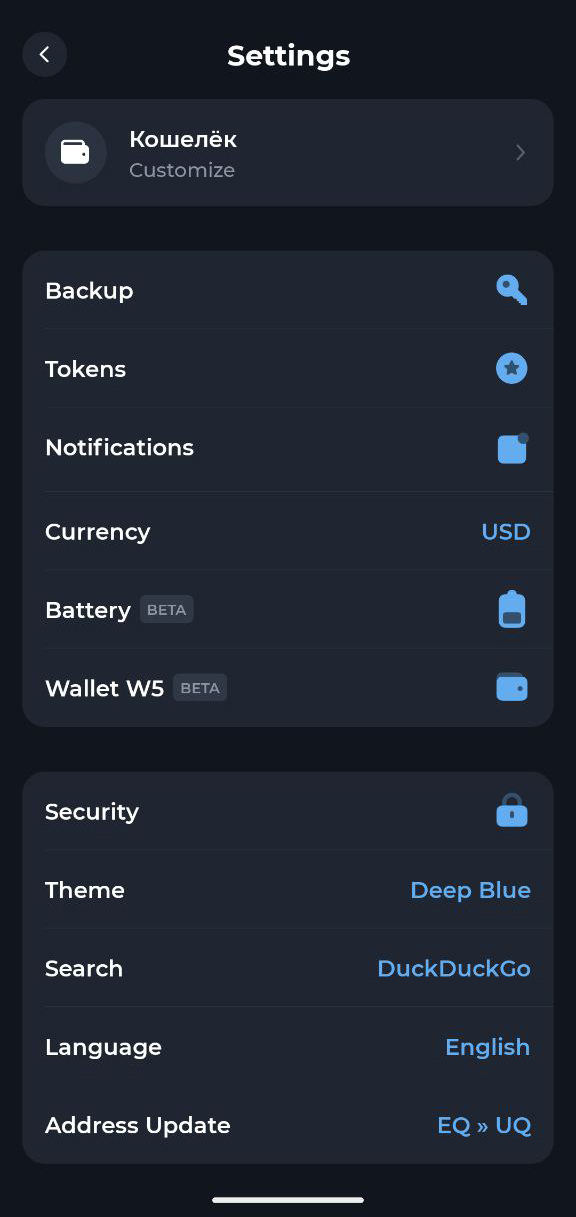 Settings
Кошелёк
Customize
Backup
Tokens
Notifications
Currency USD
Battery BETA
Wallet W5 BETA
Security
Theme Deep Blue
Search DuckDuckGo
Language English
Address Update EQ » UQ